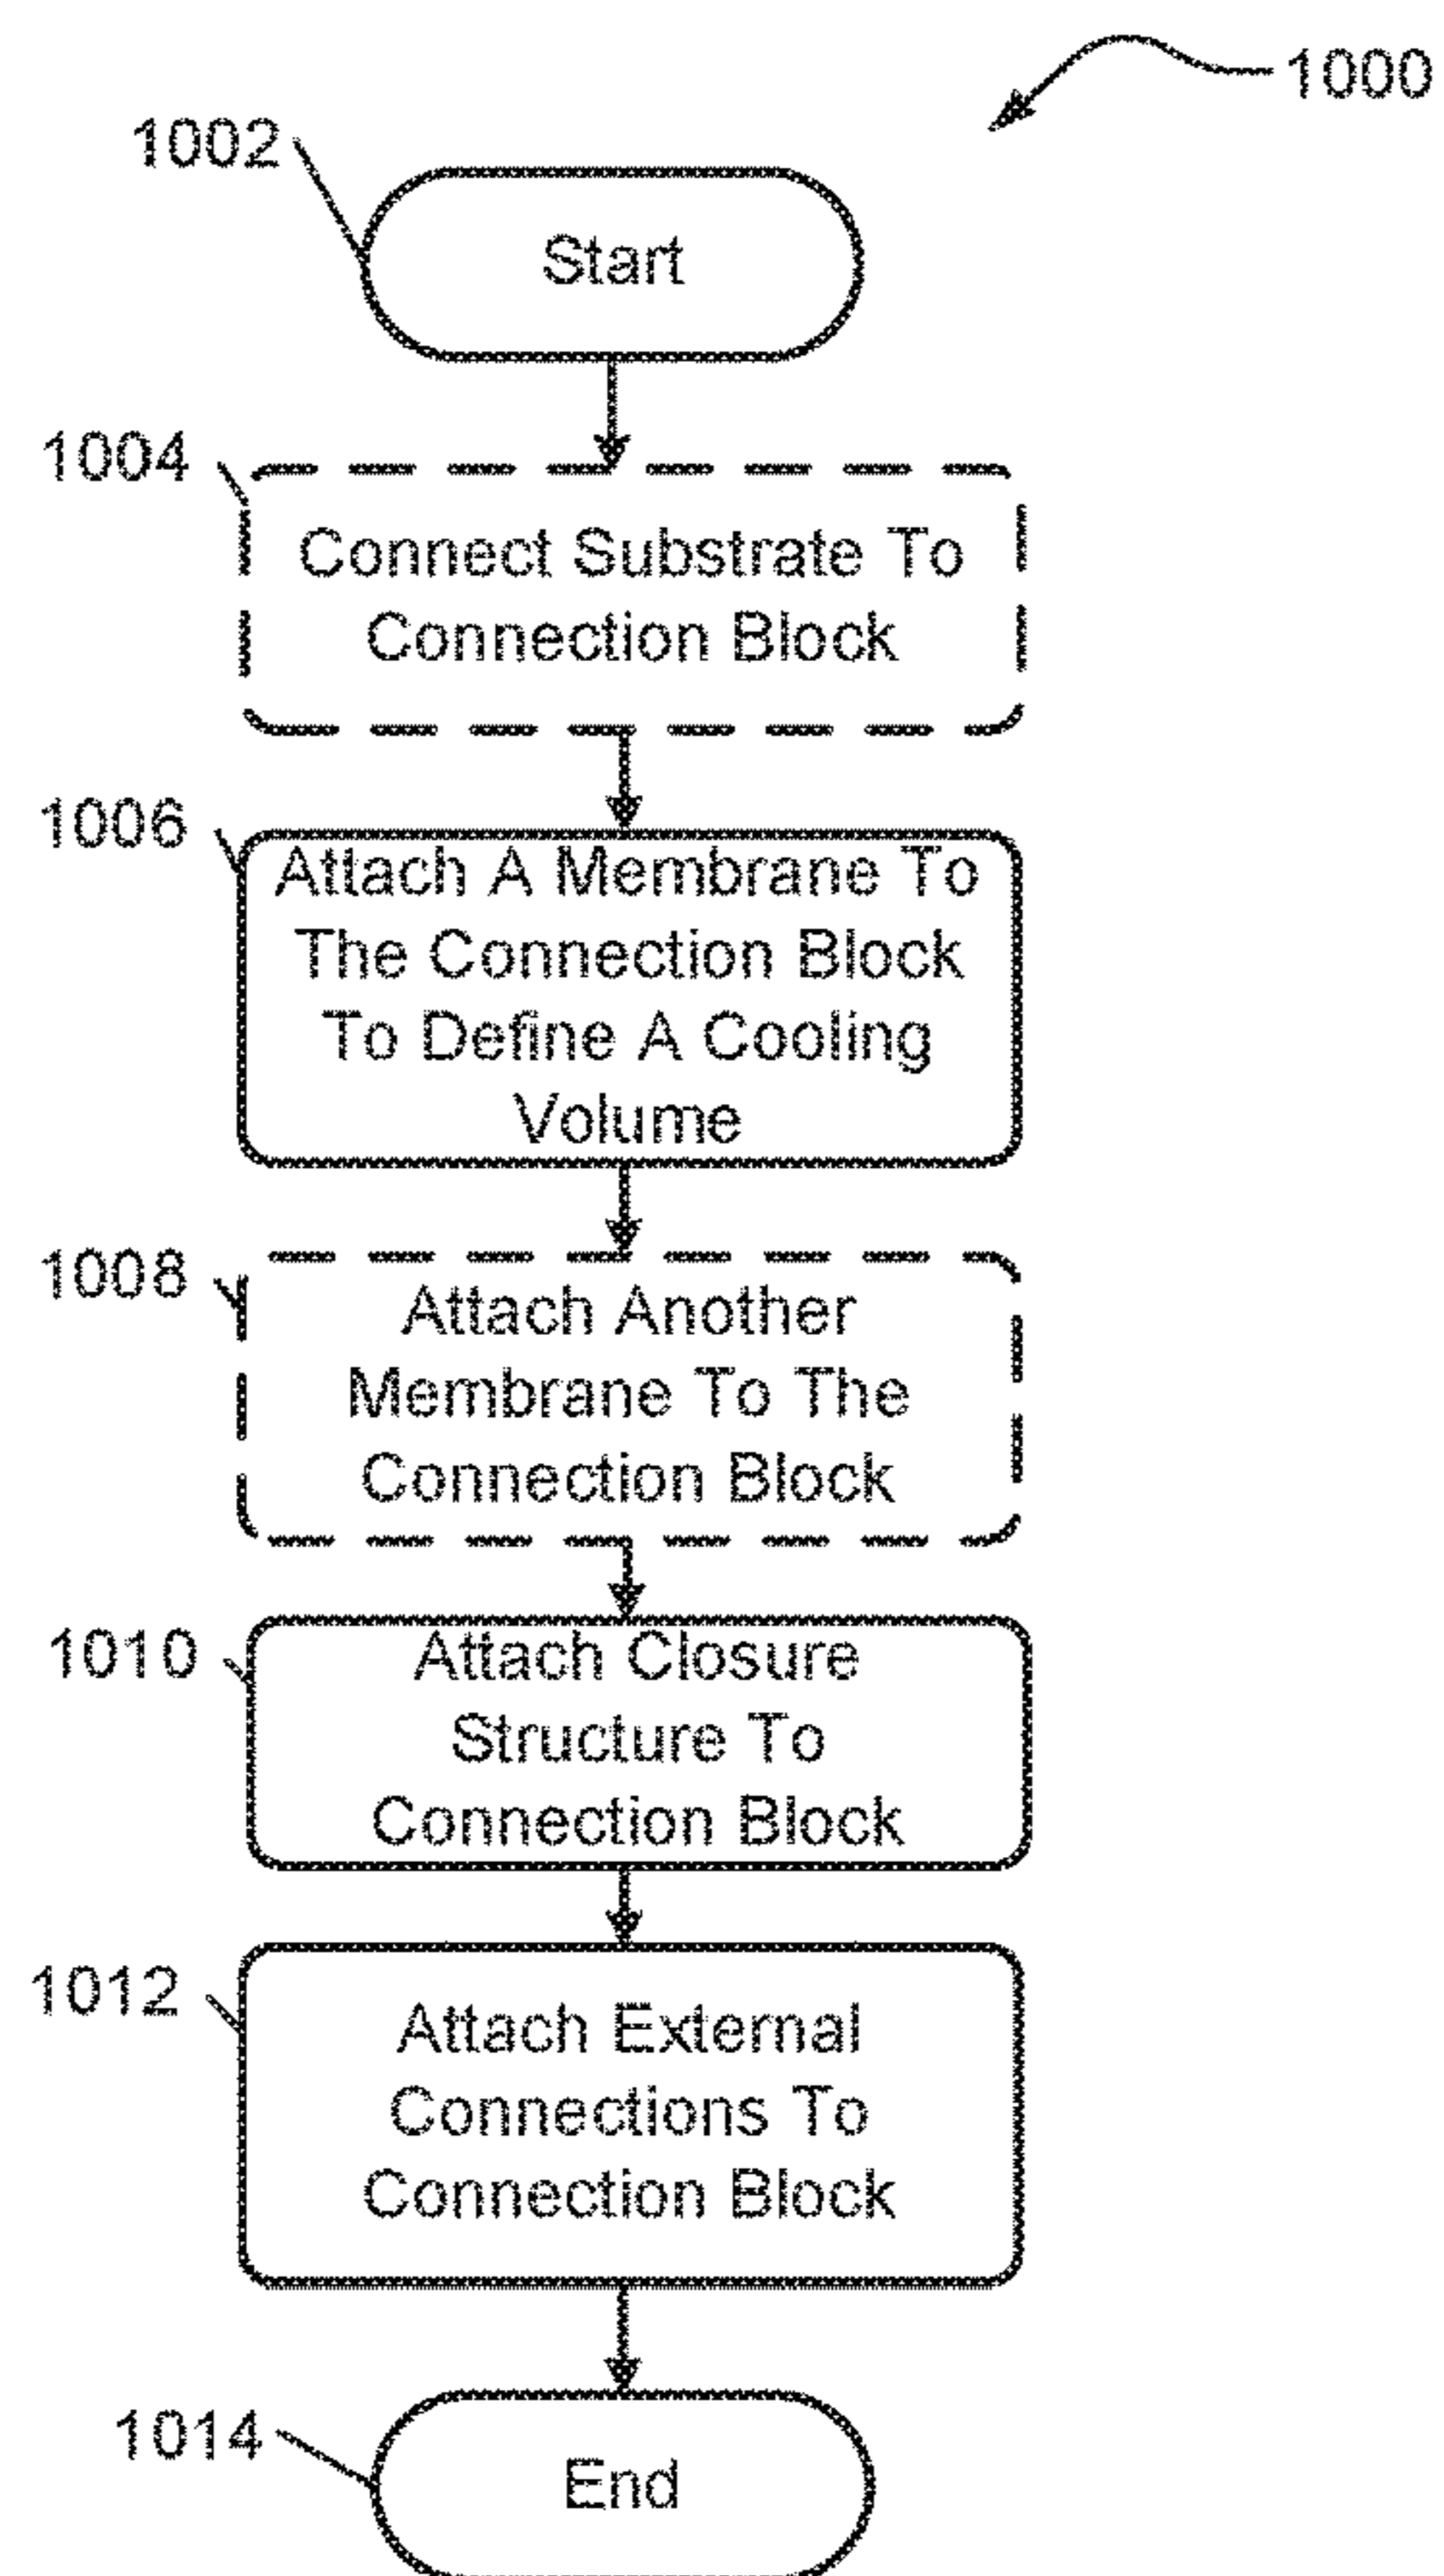 1000
1002
Start
1004
Connect Substrate To
Connection Block
1006
Attach A Membrane To
The Connection Block
To Define A Cooling
Volume
1008
Attach Another
Membrane To The
Connection Block
1010
Attach Closure
Structure To
Connection Block
1012
Attach External
Connections To
Connection Block
1014
End